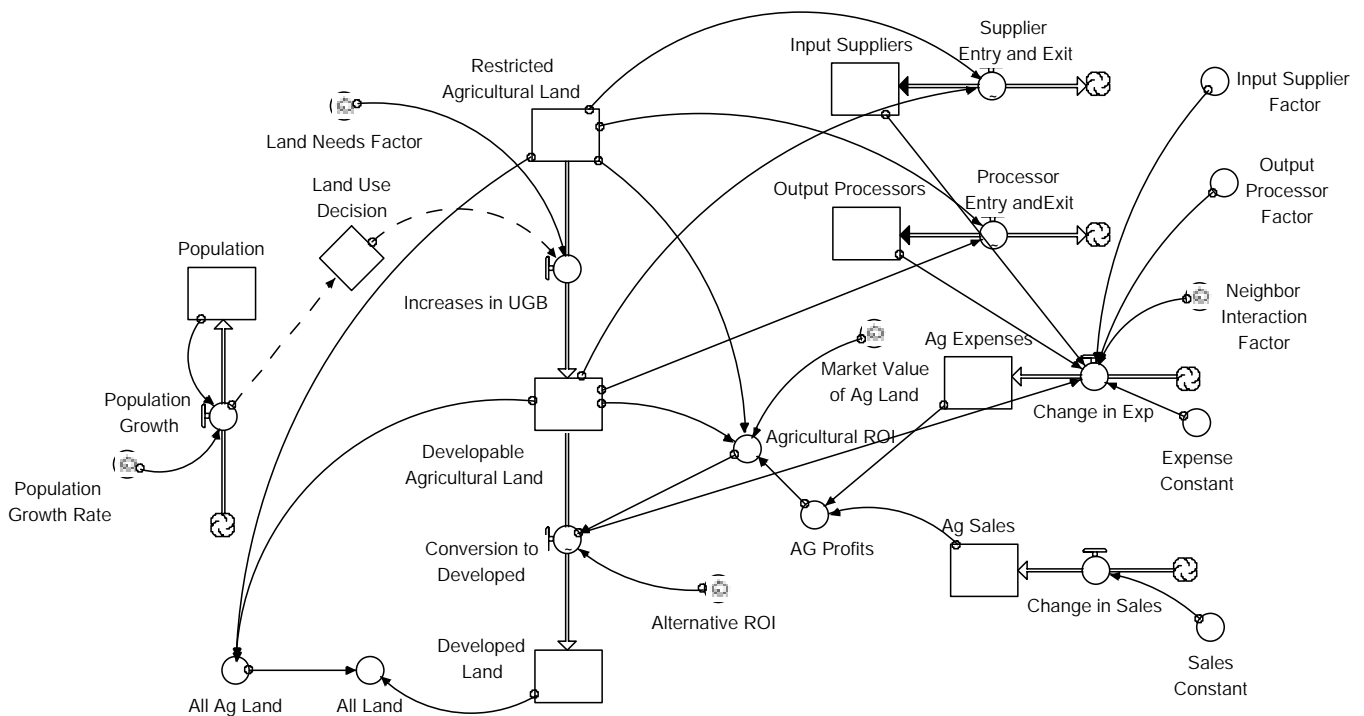 Input Suppliers
Supplier
Entry and Exit
Restricted
Agricultural Land
Input Supplier
Factor
Land Needs Factor
Land Use
Decision
Output Processors
Processor
Entry andExit
Output
Processor
Factor
Population
Increases in UGB
Neighbor
Interaction
Factor
Ag Expenses
Market Value
of Ag Land
Change in Exp
Population
Growth
Agricultural ROI
Developable
Agricultural Land
Expense
Constant
Population
Growth Rate
Ag Sales
AG Profits
Conversion to
Developed
Change in Sales
Alternative ROI
Developed
Land
Sales
Constant
All Ag Land
All Land